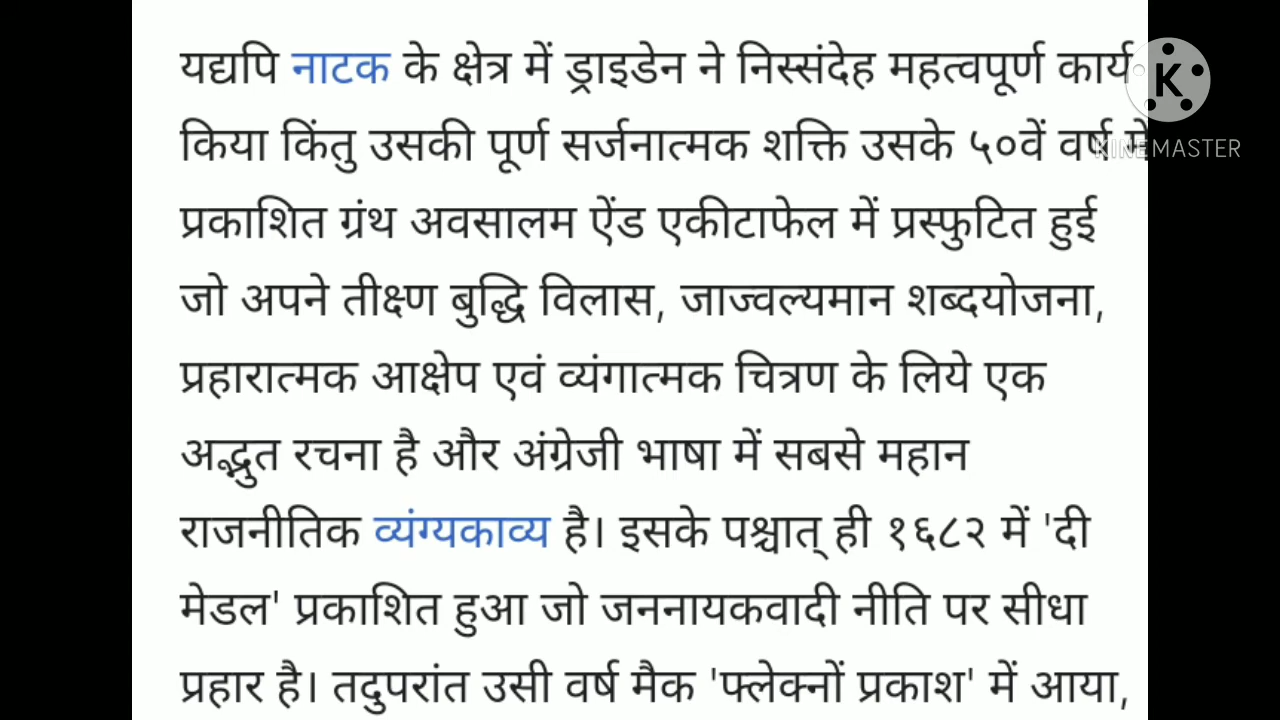 यद्यपि नाटक के क्षेत्र में ड्राइडेन ने निस्संदेह महत्वपूर्ण कार्य
किया किंतु उसकी पूर्ण सर्जनात्मक शक्ति उसके ५०वें वर्ष में
प्रकाशित ग्रंथ अवसालम ऐंड एकीटाफेल में प्रस्फुटित हुई
जो अपने तीक्ष्ण बुद्धि विलास, जाज्वल्यमान शब्दयोजना,
प्रहारात्मक आक्षेप एवं व्यंगात्मक चित्रण के लिये एक
अद्भुत रचना है और अंग्रेजी भाषा में सबसे महान
राजनीतिक व्यंग्यकाव्य है। इसके पश्चात् ही १६८२ में 'दी
मेडल' प्रकाशित हुआ जो जननायकवादी नीति पर सीधा
प्रहार है। तदुपरांत उसी वर्ष मैक 'फ्लेक्नों प्रकाश' में आया,
K
KINEMASTER